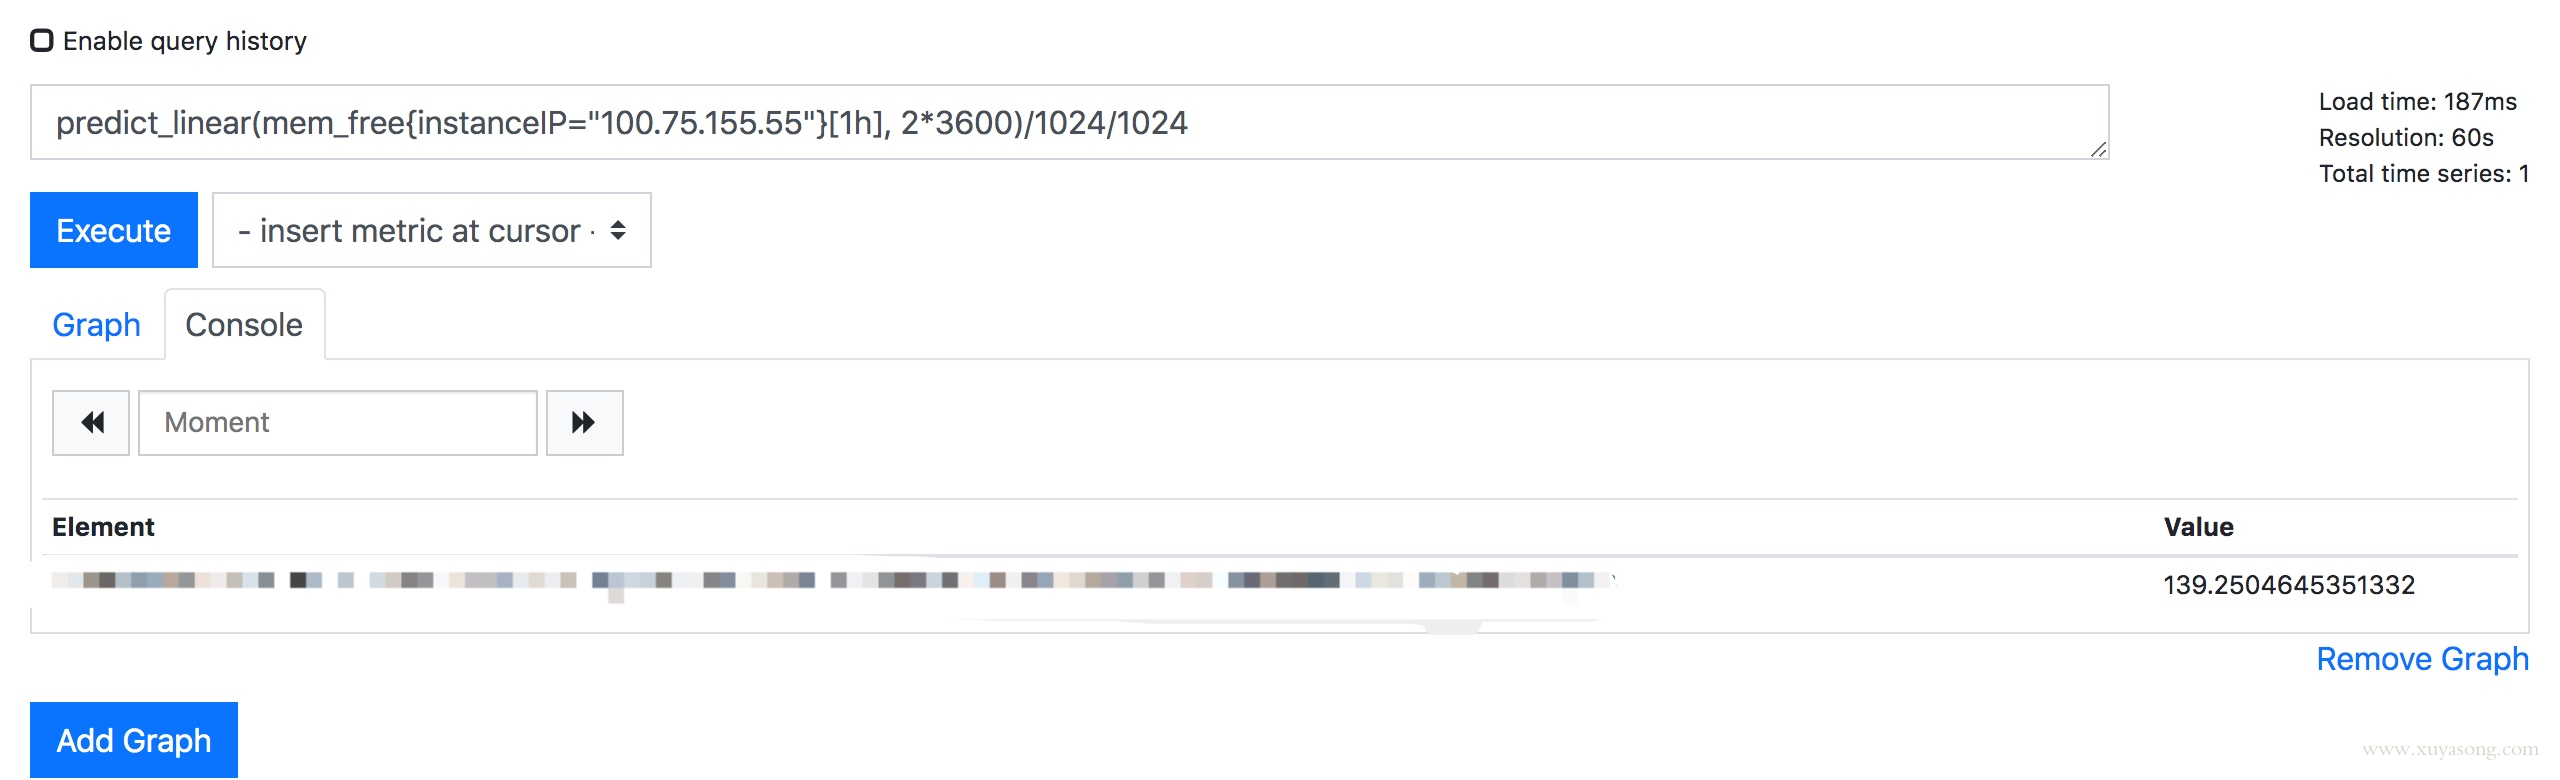 Enable query history
predict_linear(mem_free{instanceIP="100.75.155.55"}[1h], 2*3600)/1024/1024
Load time: 187ms
Resolution: 60s
Total time series: 1
Execute
- insert metric at cursor -
Graph
Console
Moment
Element
Value
139.2504645351332
Remove Graph
Add Graph
www.xuyasong.com